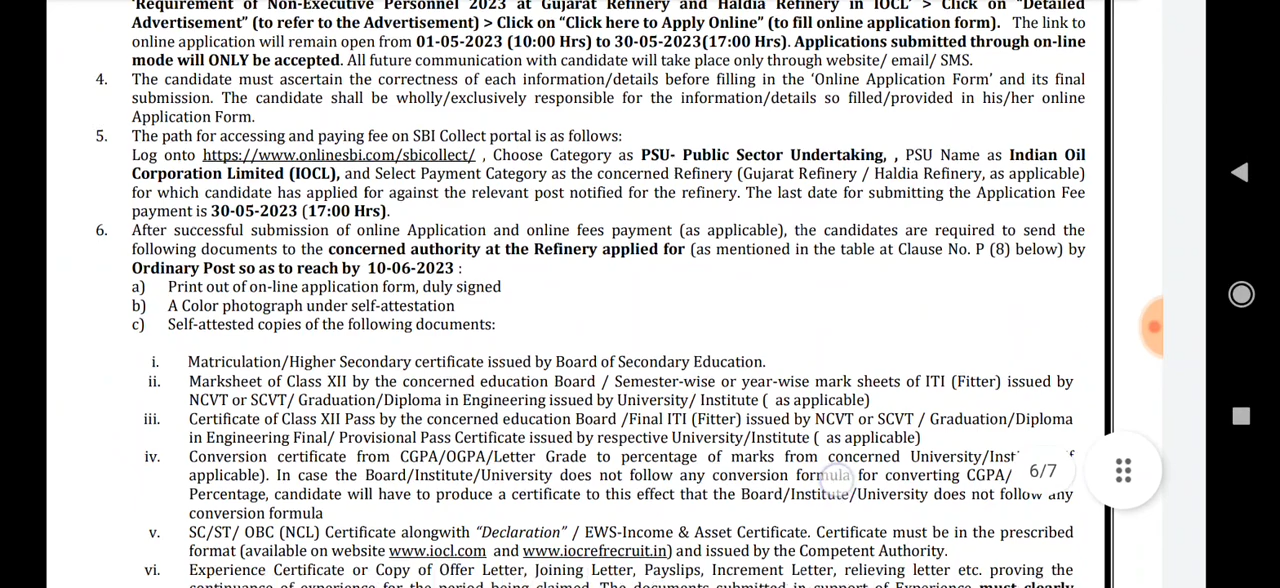 'Requirement of Non-Executive Personnel 2023 at Gujarat Refinery and Haldia Refinery in IOCL' > Click on "Detailed
Advertisement" (to refer to the Advertisement) > Click on "Click here to Apply Online" (to fill online application form). The link to
online application will remain open from 01-05-2023 (10:00 Hrs) to 30-05-2023(17:00 Hrs). Applications submitted through on-line
mode will ONLY be accepted. All future communication with candidate will take place only through website/ email/ SMS.
4. The candidate must ascertain the correctness of each information/details before filling in the 'Online Application Form' and its final
submission. The candidate shall be wholly/exclusively responsible for the information/details so filled/provided in his/her online
Application Form.
5. The path for accessing and paying fee on SBI Collect portal is as follows:
Log onto https://www.onlinesbi.com/sbicollect/ , Choose Category as PSU- Public Sector Undertaking, , PSU Name as Indian Oil
Corporation Limited (IOCL), and Select Payment Category as the concerned Refinery (Gujarat Refinery / Haldia Refinery, as applicable)
for which candidate has applied for against the relevant post notified for the refinery. The last date for submitting the Application Fee
payment is 30-05-2023 (17:00 Hrs).
6. After successful submission of online Application and online fees payment (as applicable), the candidates are required to send the
following documents to the concerned authority at the Refinery applied for (as mentioned in the table at Clause No. P (8) below) by
Ordinary Post so as to reach by 10-06-2023 :
a) Print out of on-line application form, duly signed
b) A Color photograph under self-attestation
c) Self-attested copies of the following documents:
i. Matriculation/Higher Secondary certificate issued by Board of Secondary Education.
ii. Marksheet of Class XII by the concerned education Board / Semester-wise or year-wise mark sheets of ITI (Fitter) issued by
NCVT or SCVT/ Graduation/Diploma in Engineering issued by University/ Institute ( as applicable)
iii. Certificate of Class XII Pass by the concerned education Board /Final ITI (Fitter) issued by NCVT or SCVT / Graduation/Diploma
in Engineering Final/ Provisional Pass Certificate issued by respective University/Institute ( as applicable)
iv. Conversion certificate from CGPA/OGPA/Letter Grade to percentage of marks from concerned
applicable). In case the Board/Institute/University does not follow any conversion formula for converting CGPA/ 6/7
Percentage, candidate will have to produce a certificate to this effect that the Board/Institute/University does not follow any
conversion formula
v. SC/ST/ OBC (NCL) Certificate alongwith "Declaration" / EWS-Income & Asset Certificate. Certificate must be in the prescribed
format (available on website www.iocl.com and www.iocrefrecruit.in) and issued by the Competent Authority.
vi. Experience Certificate or Copy of Offer Letter, Joining Letter, Payslips, Increment Letter, relieving letter etc. proving the
continuance of experience for the period being claimed. The documents submitted in support of Experience must clearly